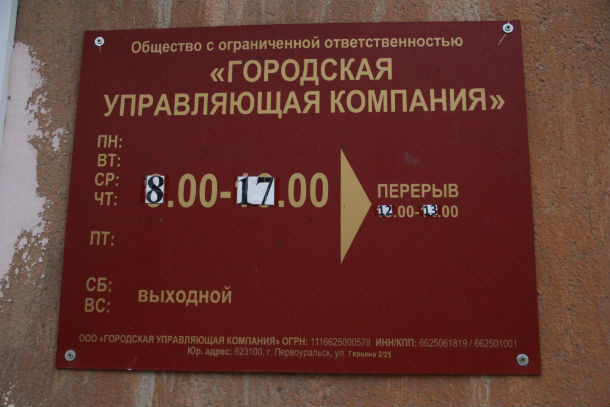 Общество с ограниченной ответственностью
«ГОРОДСКАЯ
УПРАВЛЯЮЩАЯ КОМПАНИЯ»
ПН:
ВТ:
СР:
ЧТ:
8.00-17.00
ПЕРЕРЫВ
12.00-13.00
ПТ:
СБ:
ВС:
ВЫХОДНОЙ
ООО «ГОРОДСКАЯ УПРАВЛЯЮЩАЯ КОМПАНИЯ» ОГРН: 1116625000579 ИНН/КПП: 6625061819 / 662501001
Юр. адрес: 623100, г. Первоуральск, ул. Герцена 2/25